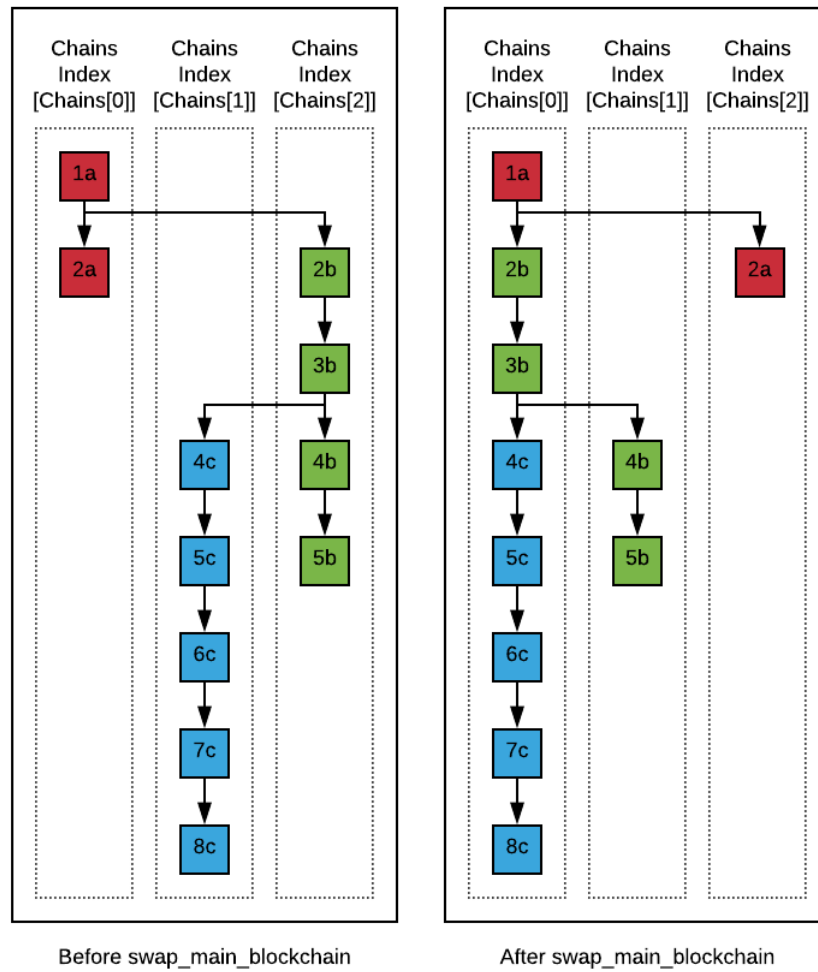 Chains Index [Chains[0]]
Chains Index [Chains[1]]
Chains Index [Chains[2]]
1a
2a
2b
3b
4c
4b
5c
5b
6c
7c
8c
Before swap_main_blockchain
Chains Index [Chains[0]]
Chains Index [Chains[1]]
Chains Index [Chains[2]]
1a
2b
2a
3b
4c
4b
5c
5b
6c
7c
8c
After swap_main_blockchain